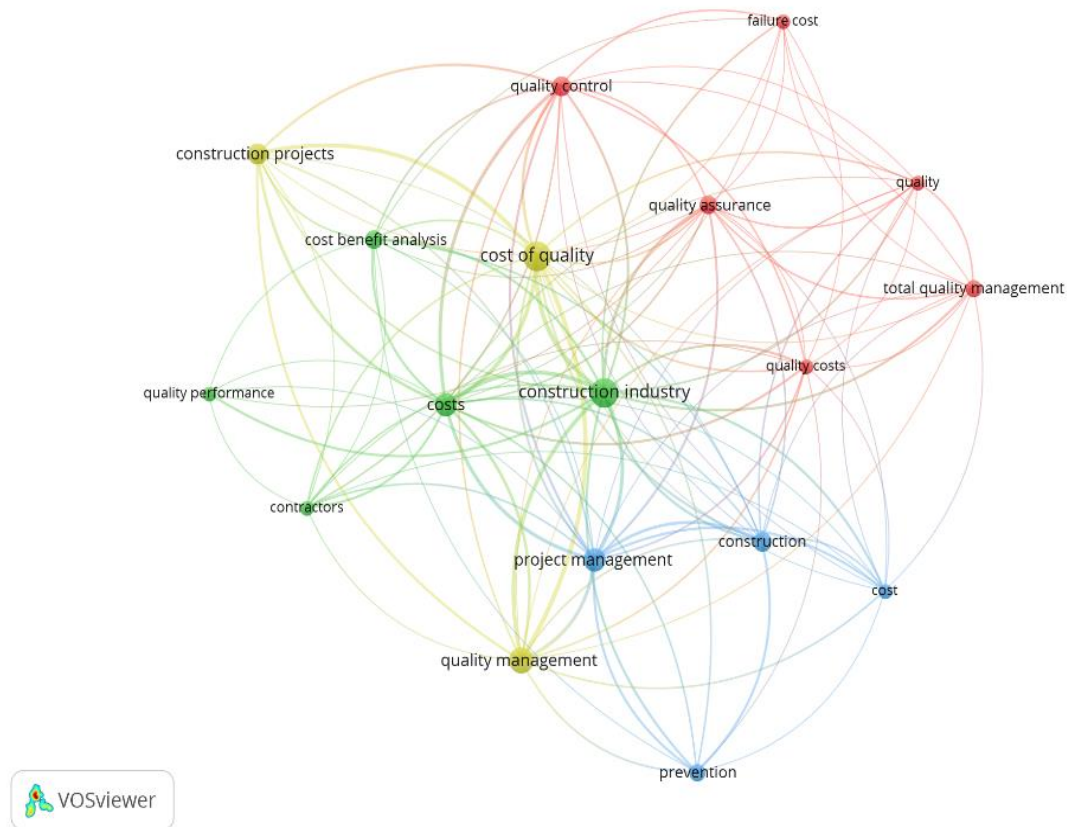 failure cost
quality control
construction projects
quality
quality assurance
cost benefit analysis
cost of quality
total quality management
quality costs
quality performance
construction industry
costs
contractors
construction
project management
cost
quality management
prevention
VOSviewer